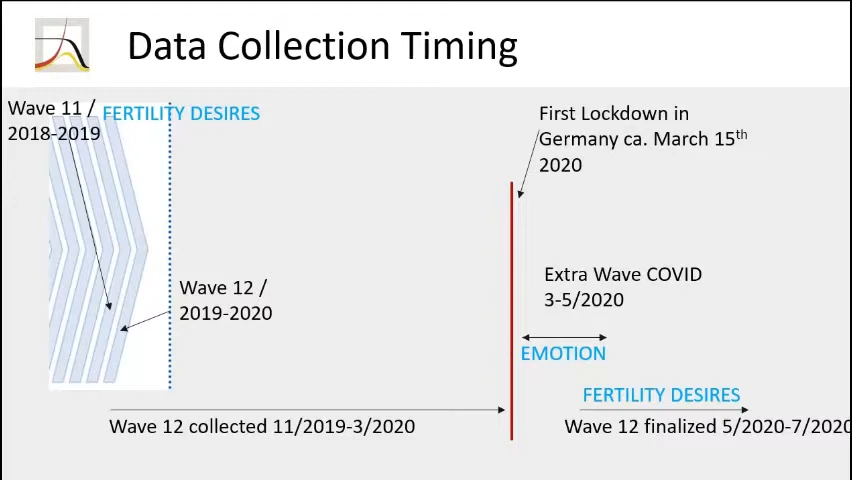 Data Collection Timing
Wave 11 /
2018-2019
FERTILITY DESIRES
First Lockdown in
Germany ca. March 15th
2020
Wave 12 /
2019-2020
Extra Wave COVID
3-5/2020
EMOTION
FERTILITY DESIRES
Wave 12 collected 11/2019-3/2020
Wave 12 finalized 5/2020-7/2020